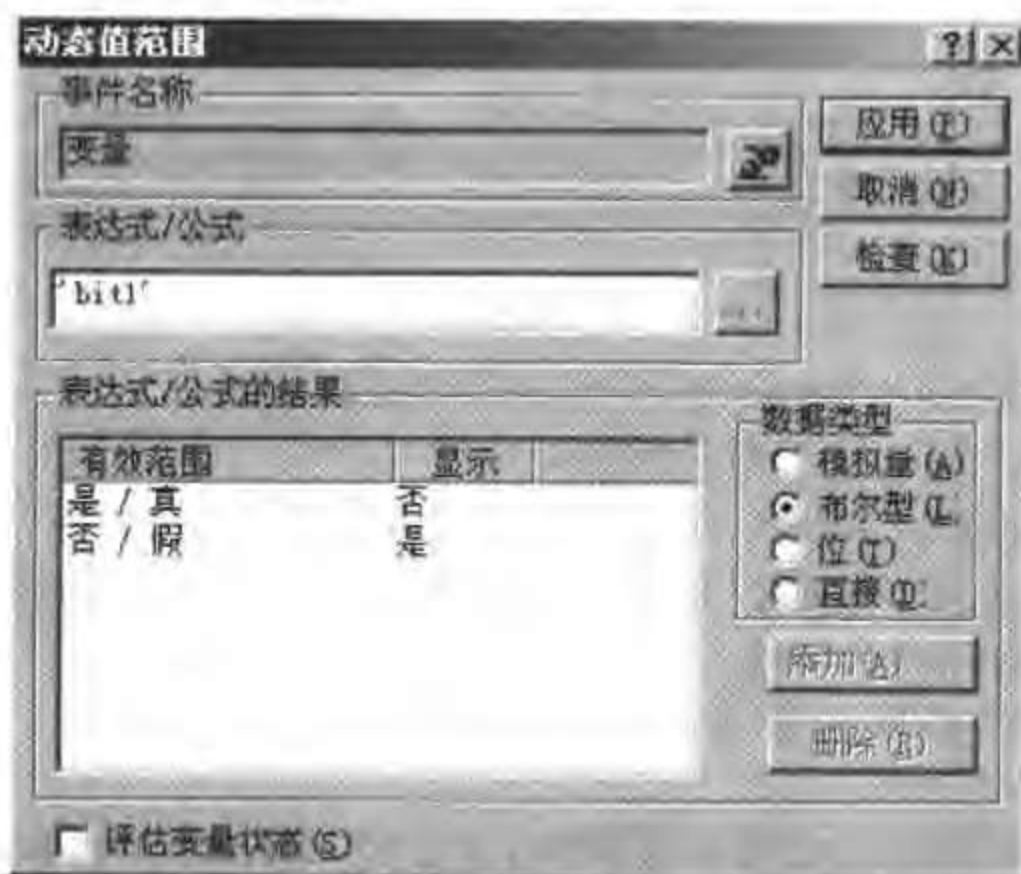 动态值范围
事件名称
变量
应用(P)
取消(N)
表达式/公式
检查(K)
'bit1'
表达式/公式的结果
数据类型
有效范围 显示
模拟量(A)
是 / 真 否
布尔型(L
否 / 假 是
位(T)
直接(D
添加(A)
删除(R)
评估变量状态(S)